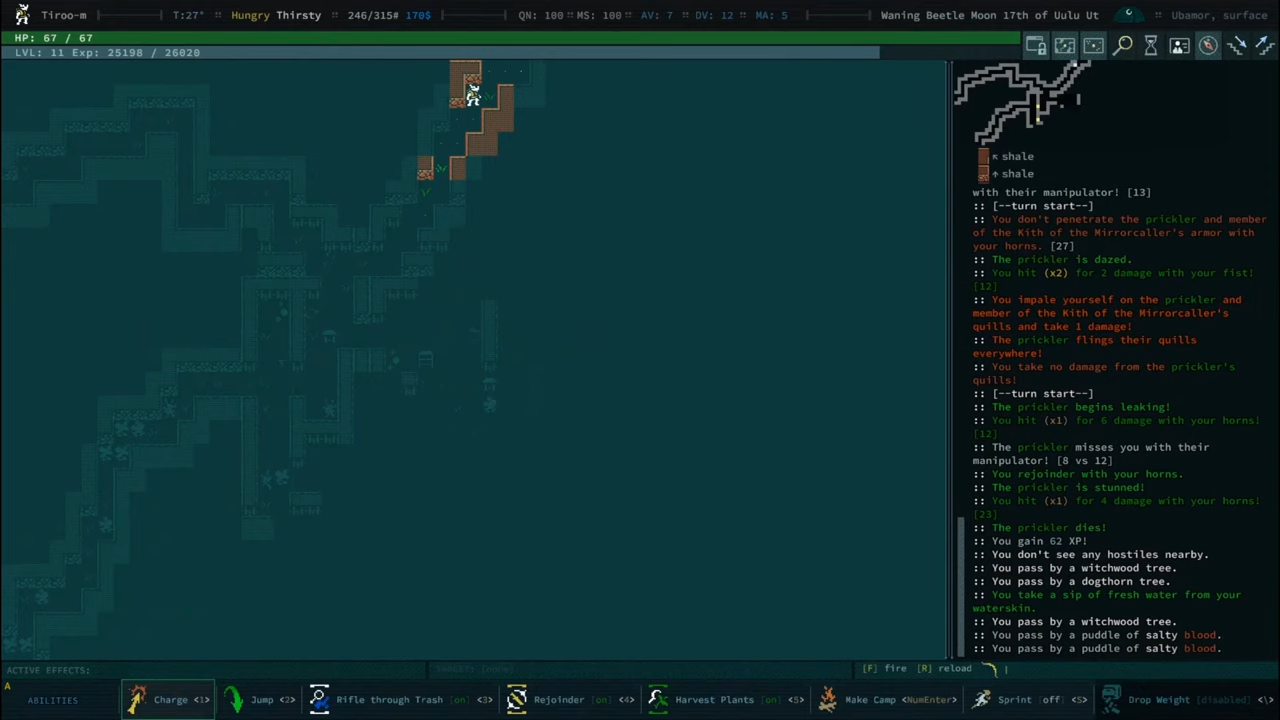 Tiroo-m T:27° Hungry Thirsty 246/315# 170$ QN: 100 MS: 100 AV: 7 DV: 12 MA: 5 Waning Beetle Moon 17th of Uulu Ut Ubamor, surface
HP: 67 / 67
LVL: 11 Exp: 25198 / 26020
shale
shale
with their manipulator! [13]
:: [--turn start--]
:: You don't penetrate the prickler and member
of the Kith of the Mirrorcaller's armor with
your horns. [27]
:: The prickler is dazed.
:: You hit (x2) for 2 damage with your fist!
[12]
:: You impale yourself on the prickler and
member of the Kith of the Mirrorcaller's
quills and take 1 damage!
:: The prickler flings their quills
everywhere!
:: You take no damage from the prickler's
quills!
:: [--turn start--]
:: The prickler begins leaking!
:: You hit (x1) for 6 damage with your horns!
[12]
:: The prickler misses you with their
manipulator! [8 vs 12]
:: You rejoinder with your horns.
:: The prickler is stunned!
:: You hit (x1) for 4 damage with your horns!
[23]
:: The prickler dies!
:: You gain 62 XP!
:: You don't see any hostiles nearby.
:: You pass by a witchwood tree.
:: You pass by a dogthorn tree.
:: You take a sip of fresh water from your
waterskin.
:: You pass by a witchwood tree.
:: You pass by a puddle of salty blood.
:: You pass by a puddle of salty blood.
ACTIVE EFFECTS: TARGET: [none] [F] fire [R] reload
A
ABILITIES Charge <1> Jump <2> Rifle through Trash [on] <3> Rejoinder [on] <4> Harvest Plants [on] <5> Make Camp <NumEnter> Sprint [off] <S> Drop Weight [disabled] <\>